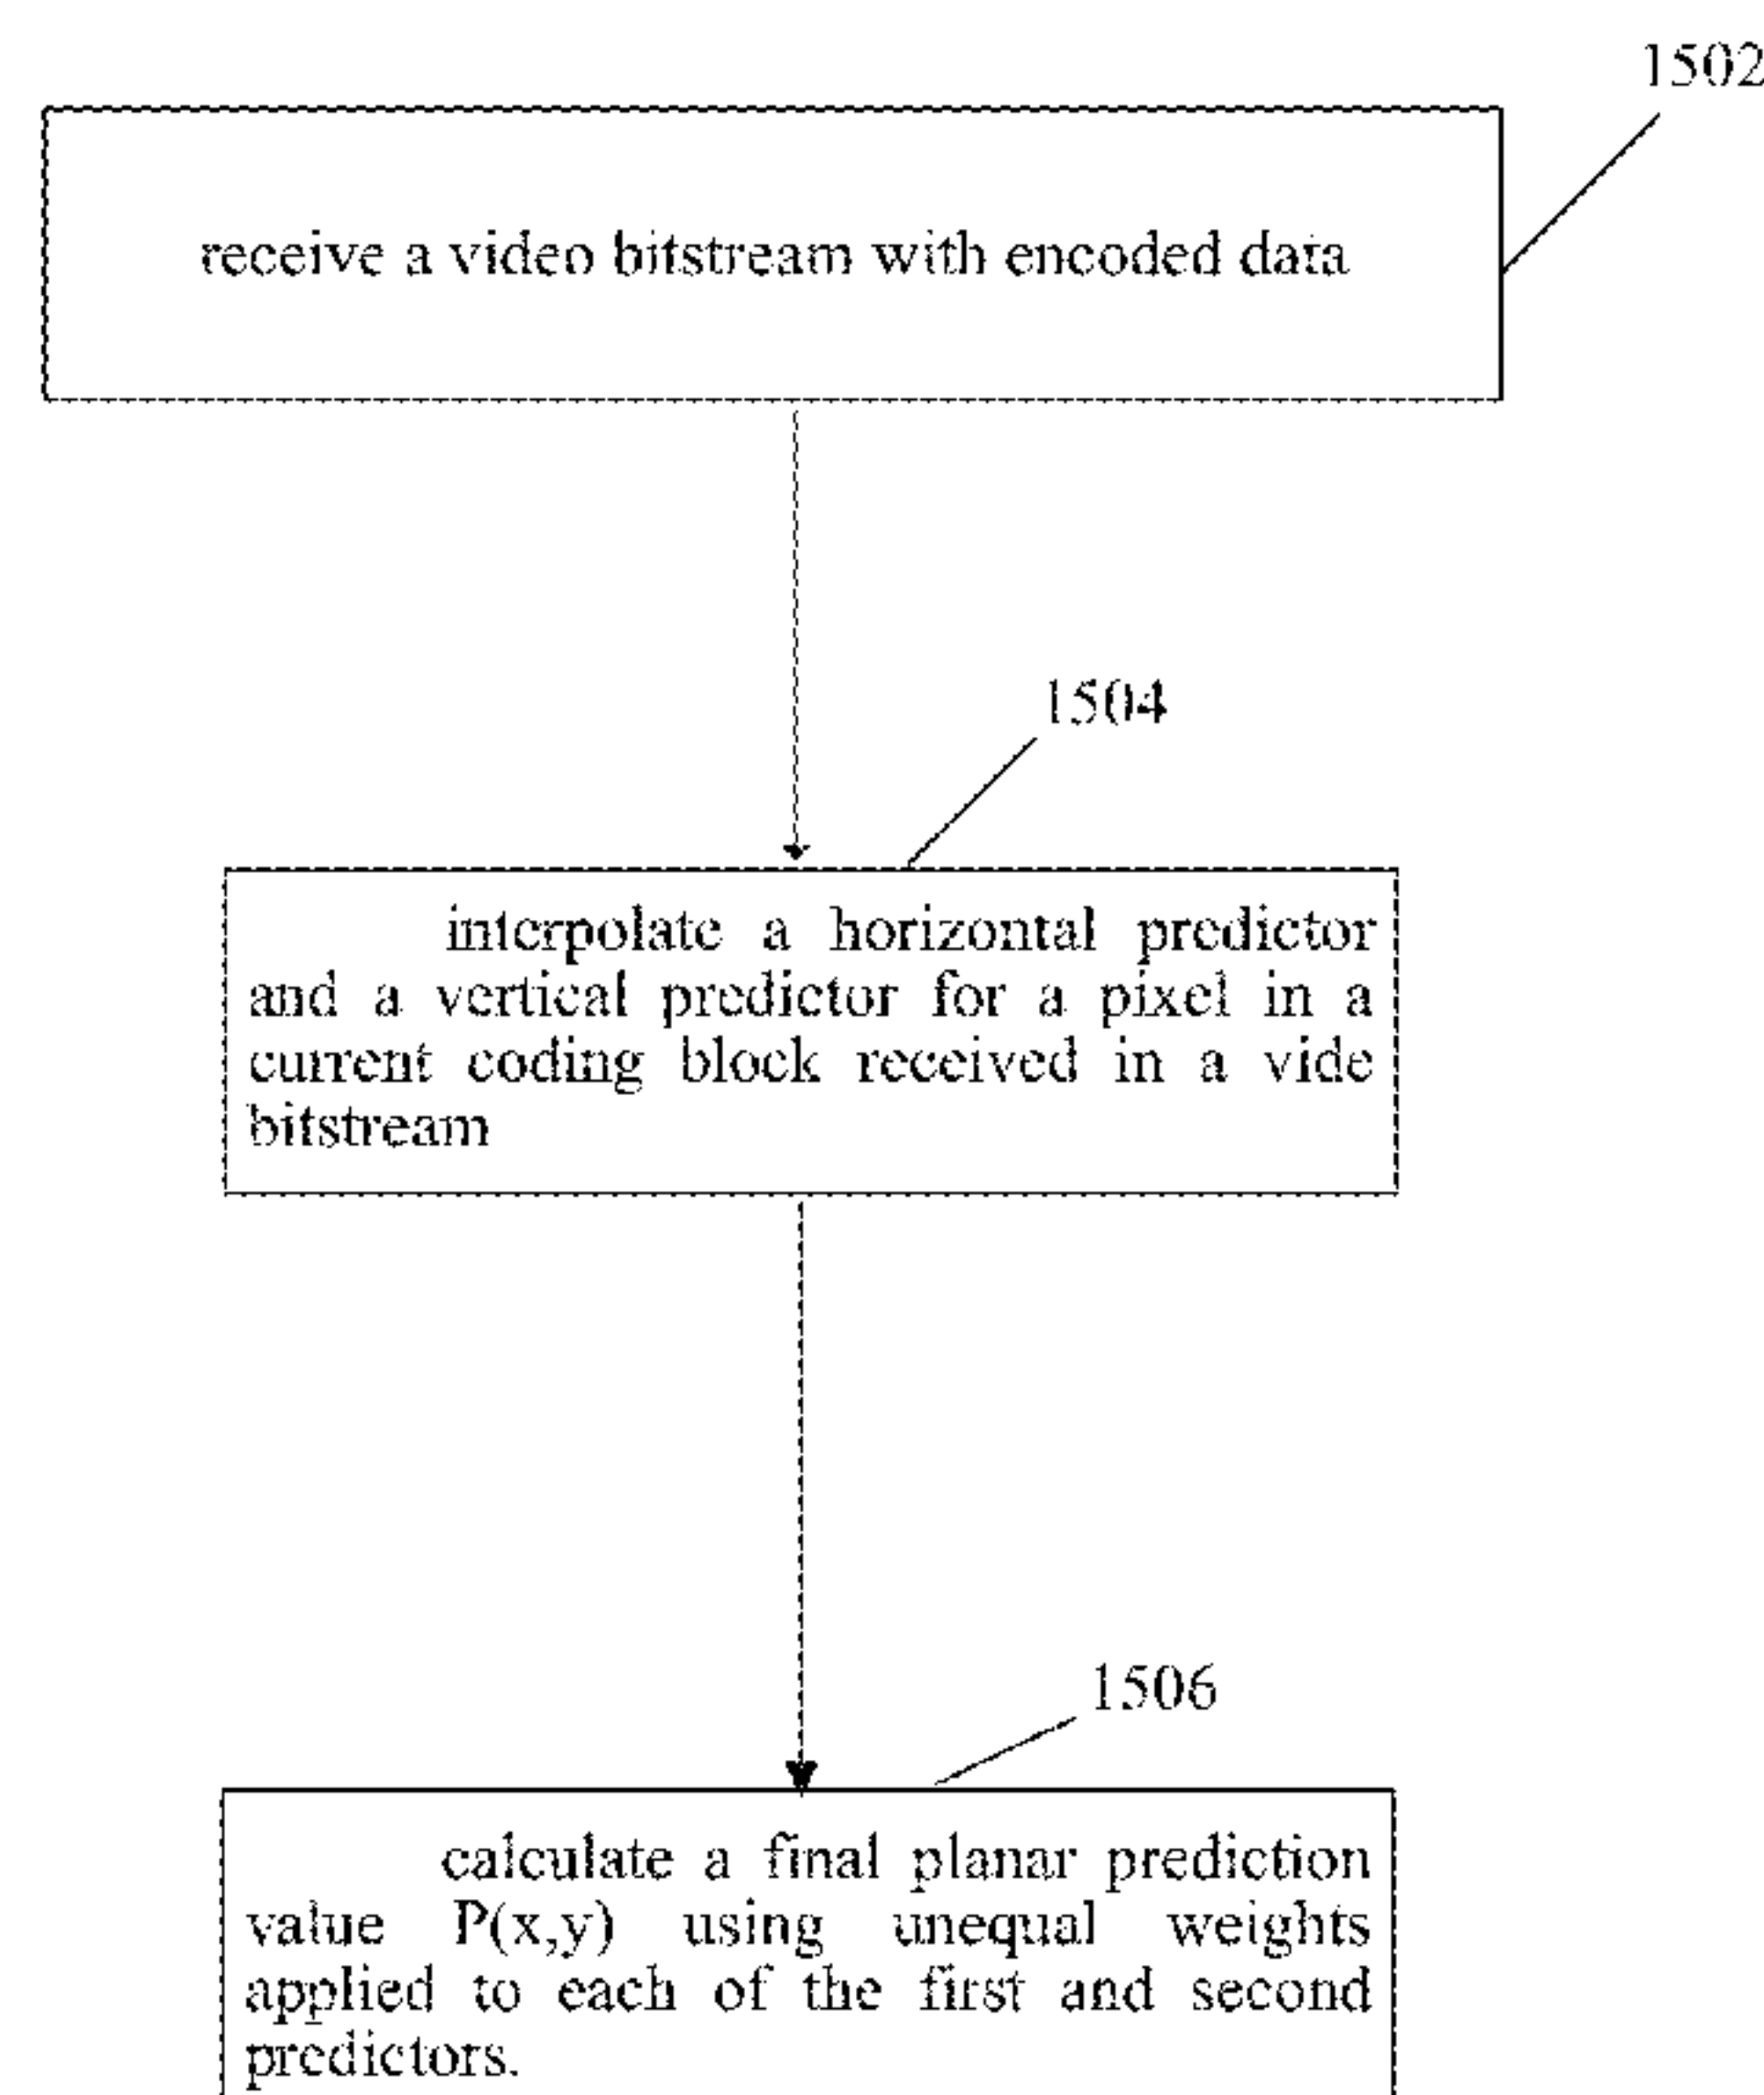 1502
receive a video bitstream with encoded data
1504
interpolate a horizontal predictor
and a vertical predictor for a pixel in a
current coding block received in a vide
bitstream
1506
calculate a final planar prediction
value P(x,y) using unequal weights
applied to each of the first and second
predictors.